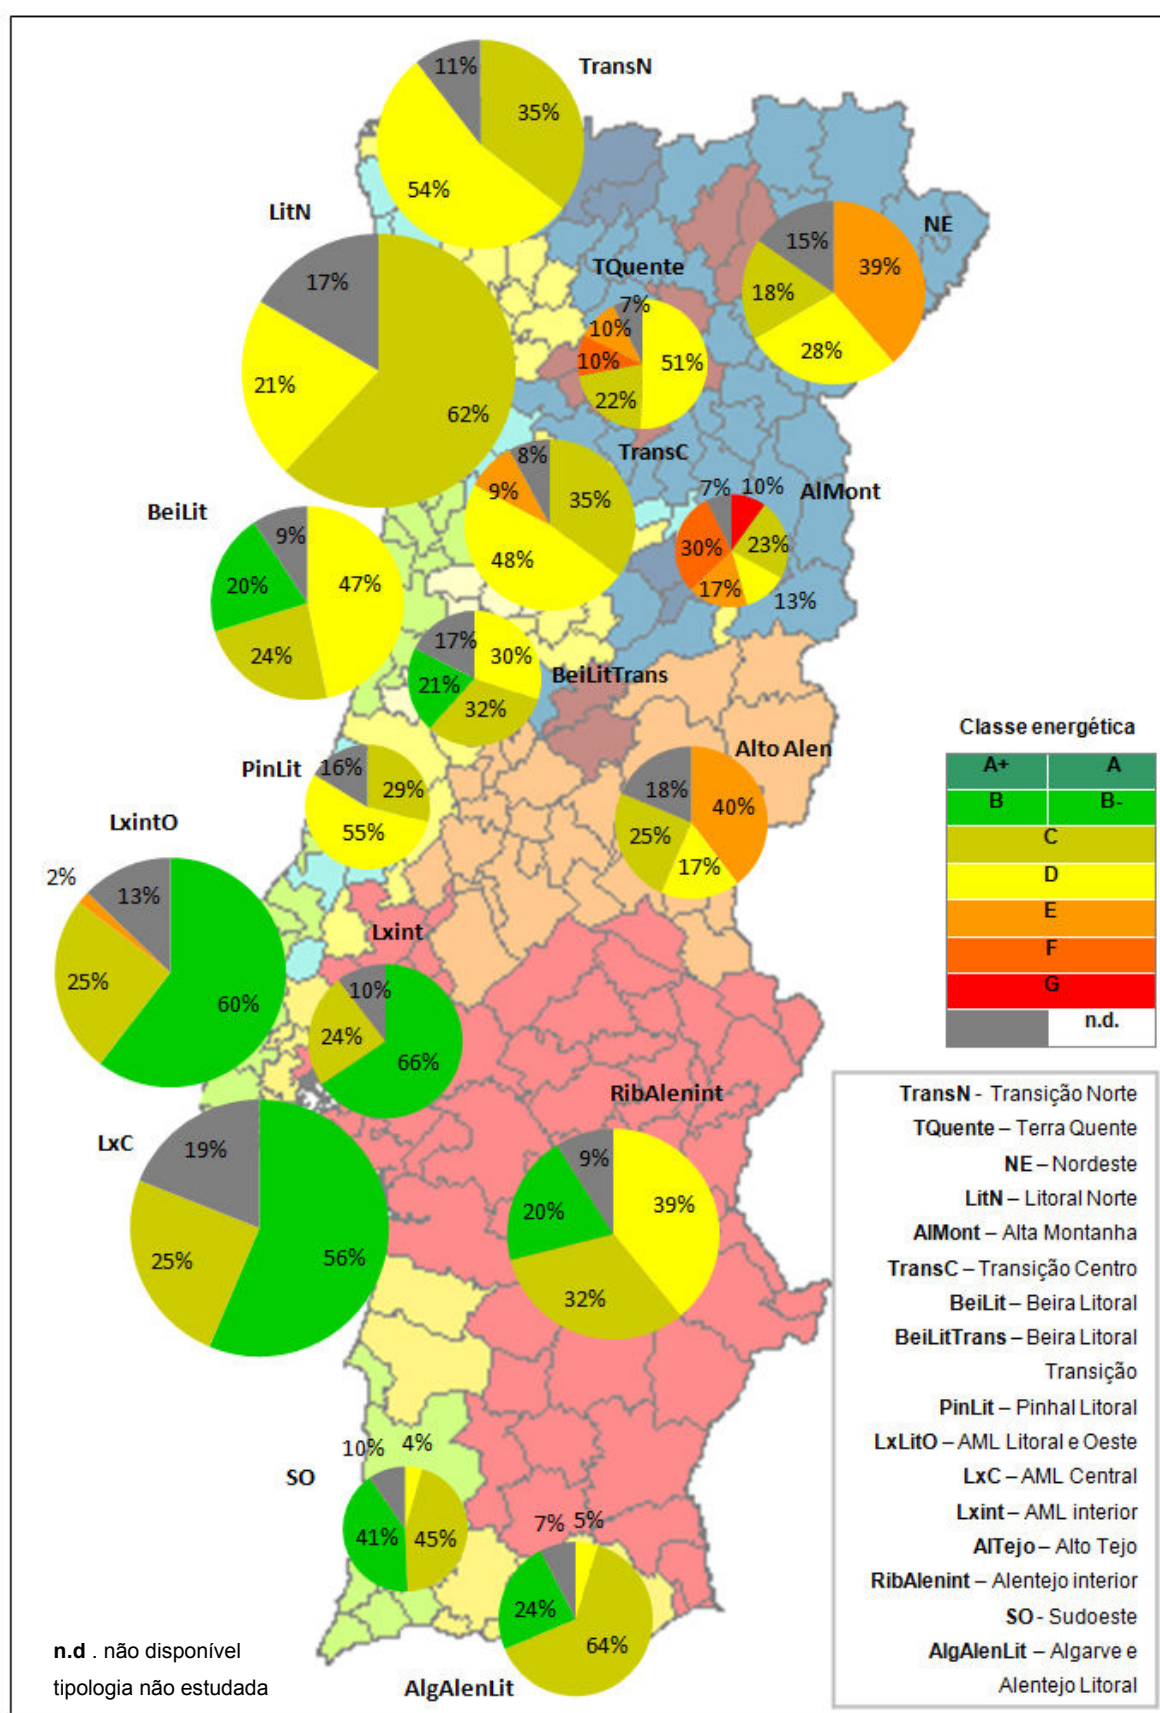 TransN
11%
35%
54%
LitN
17%
21%
62%
NE
15%
39%
18%
28%
TQuente
7%
10%
10%
51%
22%
TransC
8%
9%
35%
48%
AlMont
7%
10%
30%
23%
17%
13%
BeiLit
9%
20%
47%
24%
BeiLitTrans
17%
30%
21%
32%
PinLit
16%
29%
55%
Alto Alen
18%
40%
25%
17%
LxintO
2%
13%
25%
60%
Lxint
10%
24%
66%
LxC
19%
25%
56%
RibAlenint
9%
20%
39%
32%
SO
10%
4%
41%
45%
AlgAlenLit
7%
5%
24%
64%
Classe energética
A+ A
B B-
C
D
E
F
G
n.d.
TransN - Transição Norte
TQuente – Terra Quente
NE – Nordeste
LitN – Litoral Norte
AlMont – Alta Montanha
TransC – Transição Centro
BeiLit – Beira Litoral
BeiLitTrans – Beira Litoral
Transição
PinLit – Pinhal Litoral
LxLitO – AML Litoral e Oeste
LxC – AML Central
Lxint – AML interior
AlTejo – Alto Tejo
RibAlenint – Alentejo interior
SO - Sudoeste
AlgAlenLit – Algarve e
Alentejo Litoral
n.d . não disponível
tipologia não estudada